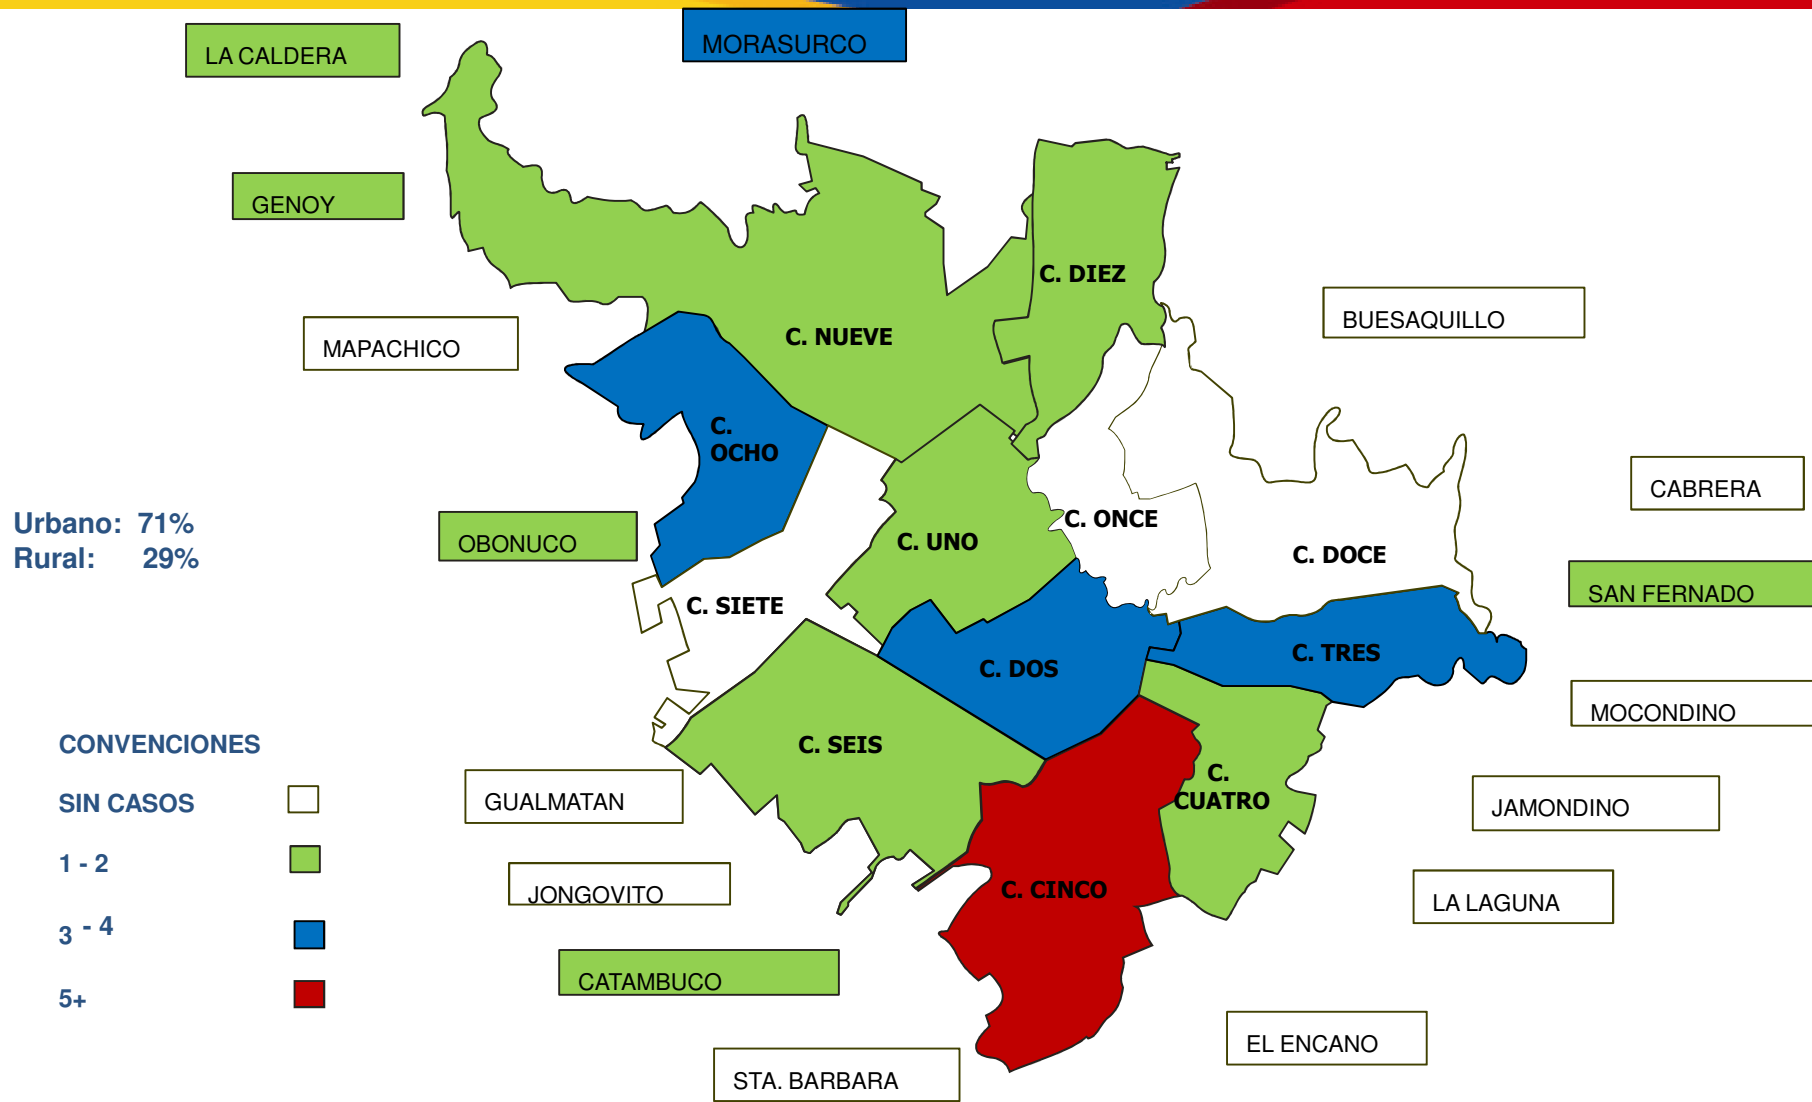 LA CALDERA
MORASURCO
GENOY
C. DIEZ
BUESAQUILLO
MAPACHICO
C. NUEVE
C.
OCHO
CABRERA
Urbano: 71%
Rural: 29%
OBONUCO
C. UNO
C. ONCE
C. DOCE
SAN FERNADO
C. SIETE
C. DOS
C. TRES
MOCONDINO
CONVENCIONES
C. SEIS
C.
CUATRO
SIN CASOS
GUALMATAN
JAMONDINO
1 - 2
JONGOVITO
C. CINCO
LA LAGUNA
3 - 4
CATAMBUCO
5+
EL ENCANO
STA. BARBARA